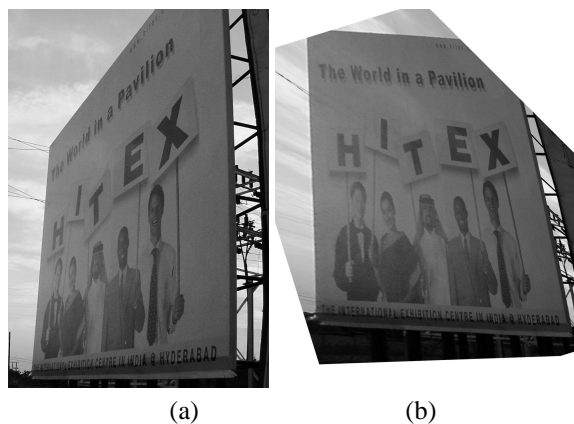 The World in a Pavilion
HITEX
THE INTERNATIONAL EXHIBITION CENTRE IN INDIA @ HYDERABAD
(a)
The World in a Pavilion
HITEX
THE INTERNATIONAL EXHIBITION CENTRE IN INDIA @ HYDERABAD
(b)